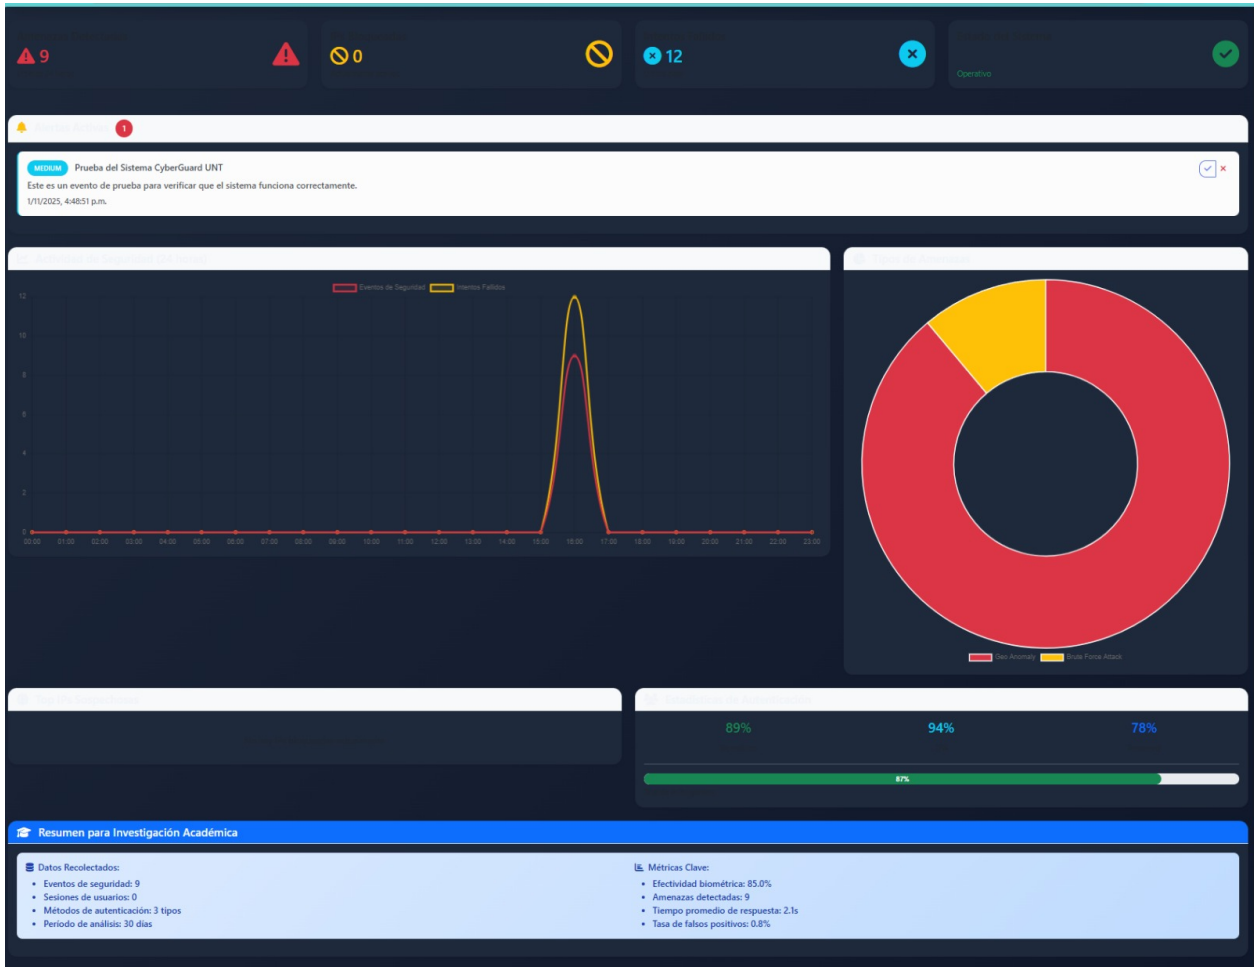 9
0
12
Operativo
1
MEDIUM Prueba del Sistema CyberGuard UNT
Este es un evento de prueba para verificar que el sistema funciona correctamente.
1/11/2025, 4:48:51 p.m.
Eventos de Seguridad Intentos Fallidos
12
10
8
6
4
2
0
00:00 01:00 02:00 03:00 04:00 05:00 06:00 07:00 08:00 09:00 10:00 11:00 12:00 13:00 14:00 15:00 16:00 17:00 18:00 19:00 20:00 21:00 22:00 23:00
Geo Anomaly Brute Force Attack
89% 94% 78%
87%
Resumen para Investigación Académica
Datos Recolectados:
Eventos de seguridad: 9
Sesiones de usuarios: 0
Métodos de autenticación: 3 tipos
Período de análisis: 30 días
Métricas Clave:
Efectividad biométrica: 85.0%
Amenazas detectadas: 9
Tiempo promedio de respuesta: 2.1s
Tasa de falsos positivos: 0.8%